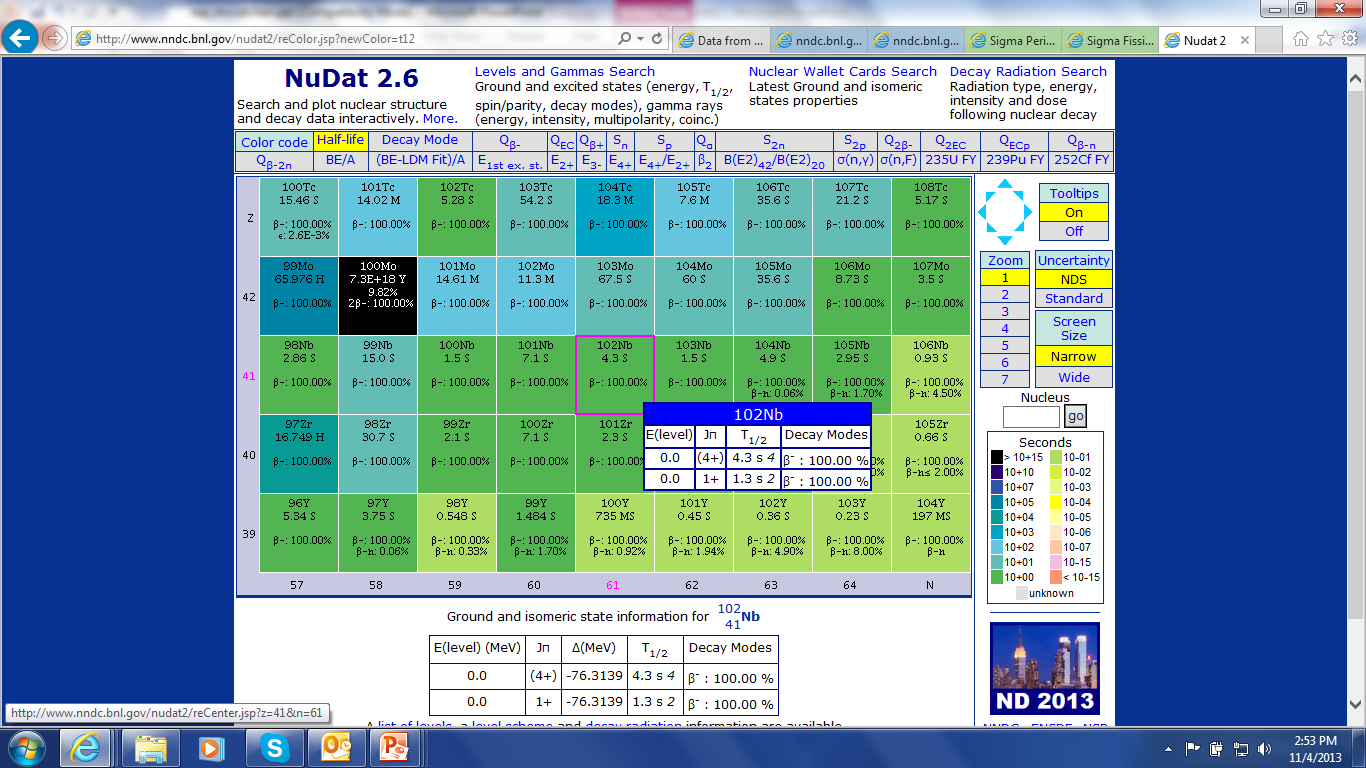 http://www.nndc.bnl.gov/nudat2/reColor.jsp?newColor=t12
Data from ...
nndc.bnl.g...
nndc.bnl.g...
Sigma Peri...
Sigma Fissi...
Nudat 2
NuDat 2.6
Search and plot nuclear structure
and decay data interactively. More.
Levels and Gammas Search
Ground and excited states (energy, T1/2,
spin/parity, decay modes), gamma rays
(energy, intensity, multipolarity, coinc.)
Nuclear Wallet Cards Search
Latest Ground and isomeric
states properties
Decay Radiation Search
Radiation type, energy,
intensity and dose
following nuclear decay
Color code Half-life Decay Mode Qβ- QEC Qβ+ Sn Sp Qα S2n S2p Q2β- Q2EC QECp Qβ-n
Qβ-2n BE/A (BE-LDM Fit)/A E1st ex. st. E2+ E3- E4+ E4+/E2+ β2 B(E2)42/B(E2)20 σ(n,γ) σ(n,F) 235U FY 239Pu FY 252Cf FY
Z
100Tc 101Tc 102Tc 103Tc 104Tc 105Tc 106Tc 107Tc 108Tc
15.46 S 14.02 M 5.28 S 54.2 S 18.3 M 7.6 M 35.6 S 21.2 S 5.17 S
β-: 100.00% β-: 100.00% β-: 100.00% β-: 100.00% β-: 100.00% β-: 100.00% β-: 100.00% β-: 100.00% β-: 100.00%
ε: 2.6E-3%
42
99Mo 100Mo 101Mo 102Mo 103Mo 104Mo 105Mo 106Mo 107Mo
65.976 H 7.3E+18 Y 14.61 M 11.3 M 67.5 S 60 S 35.6 S 8.73 S 3.5 S
9.82%
β-: 100.00% 2β-: 100.00% β-: 100.00% β-: 100.00% β-: 100.00% β-: 100.00% β-: 100.00% β-: 100.00% β-: 100.00%
41
98Nb 99Nb 100Nb 101Nb 102Nb 103Nb 104Nb 105Nb 106Nb
2.86 S 15.0 S 1.5 S 7.1 S 4.3 S 1.5 S 4.9 S 2.95 S 0.93 S
β-: 100.00% β-: 100.00% β-: 100.00% β-: 100.00% β-: 100.00% β-: 100.00% β-: 100.00% β-: 100.00% β-: 100.00%
β-n: 0.06% β-n: 1.70% β-n: 4.50%
40
97Zr 98Zr 99Zr 100Zr 101Zr 105Zr
16.749 H 30.7 S 2.1 S 7.1 S 2.3 S 0.66 S
β-: 100.00% β-: 100.00% β-: 100.00% β-: 100.00% β-: 100.00% β-: 100.00%
β-n≤ 2.00%
102Nb
E(level) Jπ T1/2 Decay Modes
0.0 (4+) 4.3 s 4 β- : 100.00 %
0.0 1+ 1.3 s 2 β- : 100.00 %
39
96Y 97Y 98Y 99Y 100Y 101Y 102Y 103Y 104Y
5.34 S 3.75 S 0.548 S 1.484 S 735 MS 0.45 S 0.36 S 0.23 S 197 MS
β-: 100.00% β-: 100.00% β-: 100.00% β-: 100.00% β-: 100.00% β-: 100.00% β-: 100.00% β-: 100.00% β-: 100.00%
β-n: 0.06% β-n: 0.33% β-n: 1.70% β-n: 0.92% β-n: 1.94% β-n: 4.90% β-n: 8.00% β-n
57 58 59 60 61 62 63 64 N
Tooltips
On
Off
Zoom
1
2
3
4
5
6
7
Uncertainty
NDS
Standard
Screen
Size
Narrow
Wide
Nucleus
go
Seconds
> 10+15 10-01
10+10 10-02
10+07 10-03
10+05 10-04
10+04 10-05
10+03 10-06
10+02 10-07
10+01 10-15
10+00 < 10-15
unknown
ND 2013
NNDC ENSDF NSR
Ground and isomeric state information for 102 41 Nb
E(level) (MeV) Jπ Δ(MeV) T1/2 Decay Modes
0.0 (4+) -76.3139 4.3 s 4 β- : 100.00 %
0.0 1+ -76.3139 1.3 s 2 β- : 100.00 %
A list of levels, a level scheme and decay radiation information are available
http://www.nndc.bnl.gov/nudat2/reCenter.jsp?z=41&n=61
2:53 PM
11/4/2013